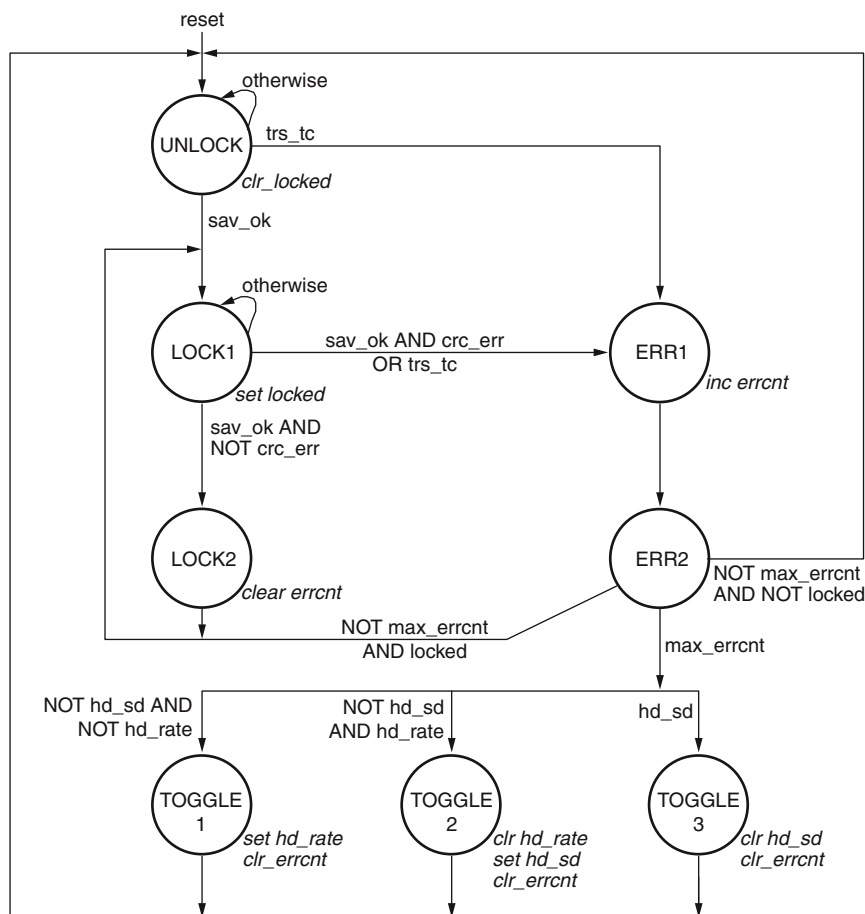 reset
otherwise
UNLOCK
trs_tc
clr_locked
sav_ok
otherwise
LOCK1
sav_ok AND crc_err
OR trs_tc
ERR1
set locked
inc errcnt
sav_ok AND
NOT crc_err
LOCK2
ERR2
clear errcnt
NOT max_errcnt
AND NOT locked
NOT max_errcnt
AND locked
max_errcnt
NOT hd_sd AND
NOT hd_rate
NOT hd_sd
AND hd_rate
hd_sd
TOGGLE
1
set hd_rate
clr_errcnt
TOGGLE
2
clr hd_rate
set hd_sd
clr_errcnt
TOGGLE
3
clr hd_sd
clr_errcnt